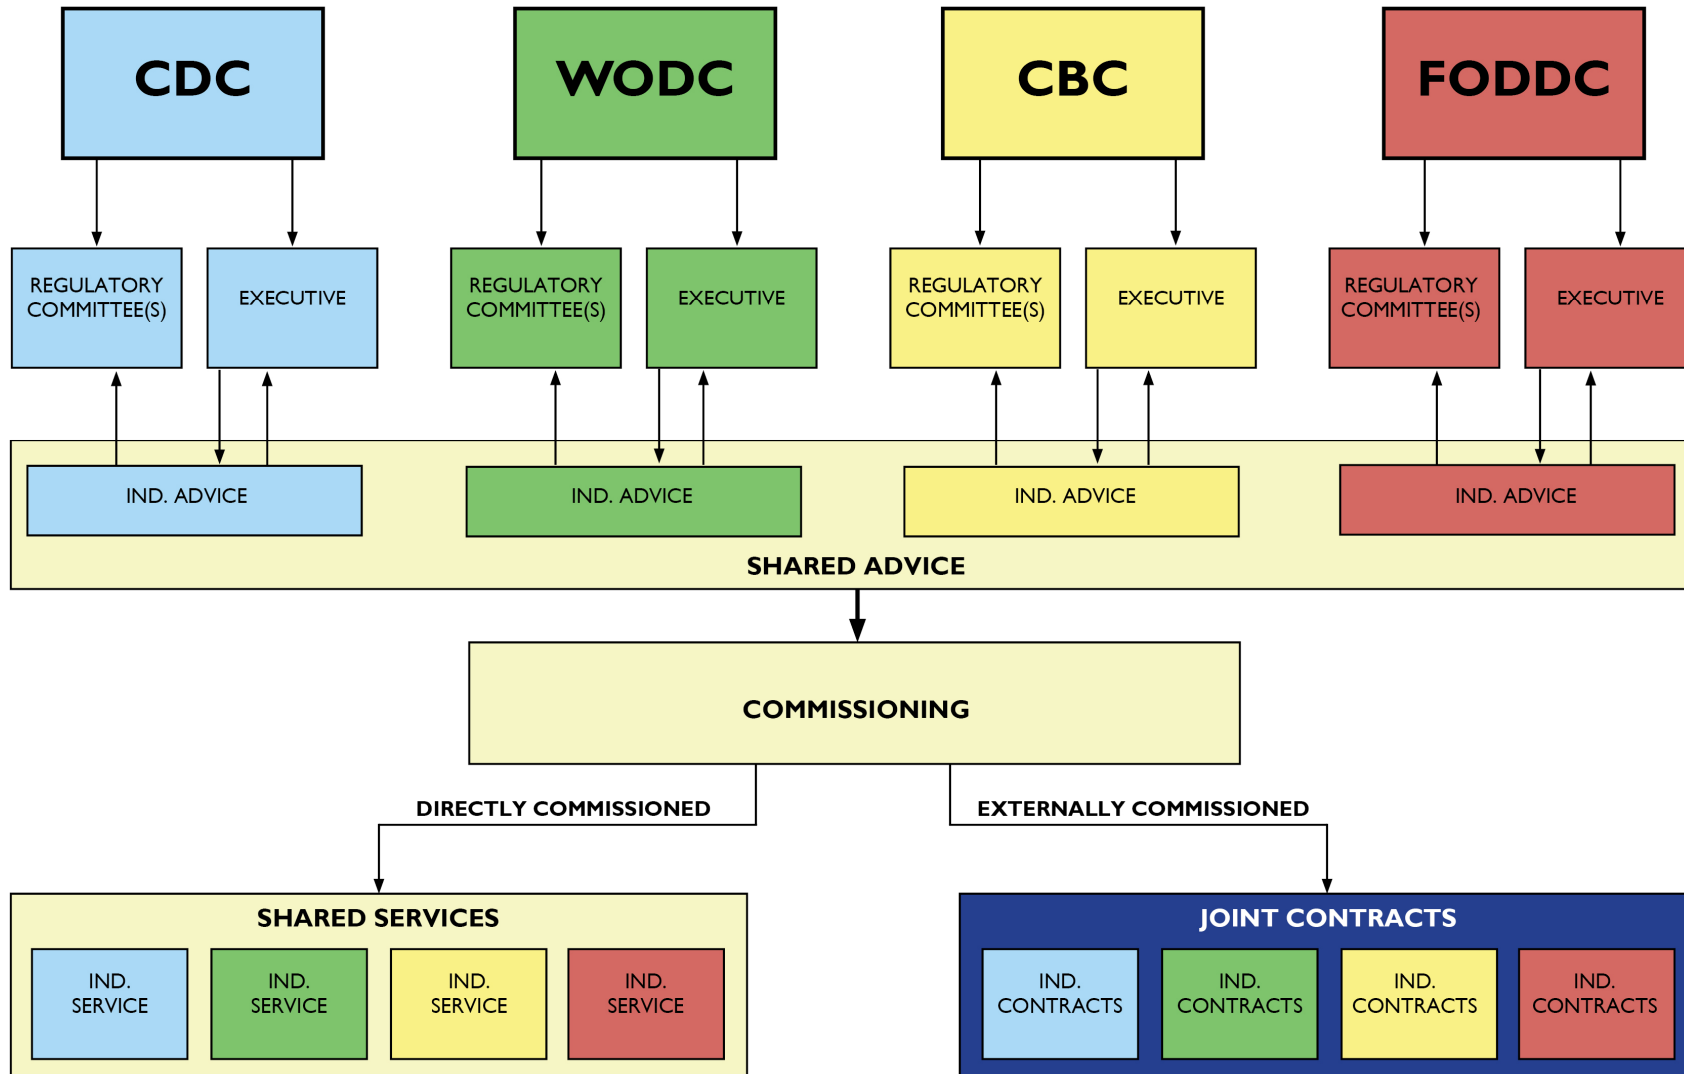 CDC
WODC
CBC
FODDC
REGULATORY
COMMITTEE(S)
EXECUTIVE
REGULATORY
COMMITTEE(S)
EXECUTIVE
REGULATORY
COMMITTEE(S)
EXECUTIVE
REGULATORY
COMMITTEE(S)
EXECUTIVE
IND. ADVICE
IND. ADVICE
IND. ADVICE
IND. ADVICE
SHARED ADVICE
COMMISSIONING
DIRECTLY COMMISSIONED
EXTERNALLY COMMISSIONED
SHARED SERVICES
IND.
SERVICE
IND.
SERVICE
IND.
SERVICE
IND.
SERVICE
JOINT CONTRACTS
IND.
CONTRACTS
IND.
CONTRACTS
IND.
CONTRACTS
IND.
CONTRACTS